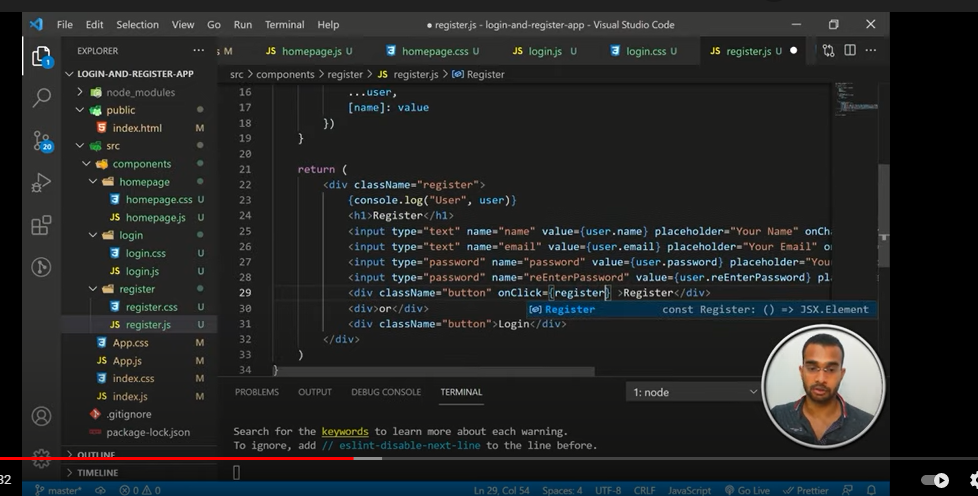 File Edit Selection View Go Run Terminal Help
● register.js - login-and-register-app - Visual Studio Code
EXPLORER ...
M JS homepage.js U homepage.css U JS login.js U login.css U JS register.js U ●
LOGIN-AND-REGISTER-APP
src > components > register > JS register.js > Register
node_modules
public
index.html M
src
components
homepage
homepage.css U
JS homepage.js U
login
login.css U
JS login.js U
register
register.css U
JS register.js U
App.css M
JS App.js M
index.css M
JS index.js M
.gitignore
package-lock.json
OUTLINE
TIMELINE
1
20
16 ...user,
17 [name]: value
18 })
19 }
20
21 return (
22 <div className="register">
23 {console.log("User", user)}
24 <h1>Register</h1>
25 <input type="text" name="name" value={user.name} placeholder="Your Name" onCha
26 <input type="text" name="email" value={user.email} placeholder="Your Email" on
27 <input type="password" name="password" value={user.password} placeholder="You
28 <input type="password" name="reEnterPassword" value={user.reEnterPassword} pl
29 <div className="button" onClick={register} >Register</div>
Register const Register: () => JSX.Element
30 <div>or</div>
31 <div className="button">Login</div>
32 </div>
33 )
34 }
PROBLEMS OUTPUT DEBUG CONSOLE TERMINAL 1: node
Search for the keywords to learn more about each warning.
To ignore, add // eslint-disable-next-line to the line before.
32
master* 0 0 Ln 29, Col 54 Spaces: 4 UTF-8 CRLF JavaScript Go Live Prettier